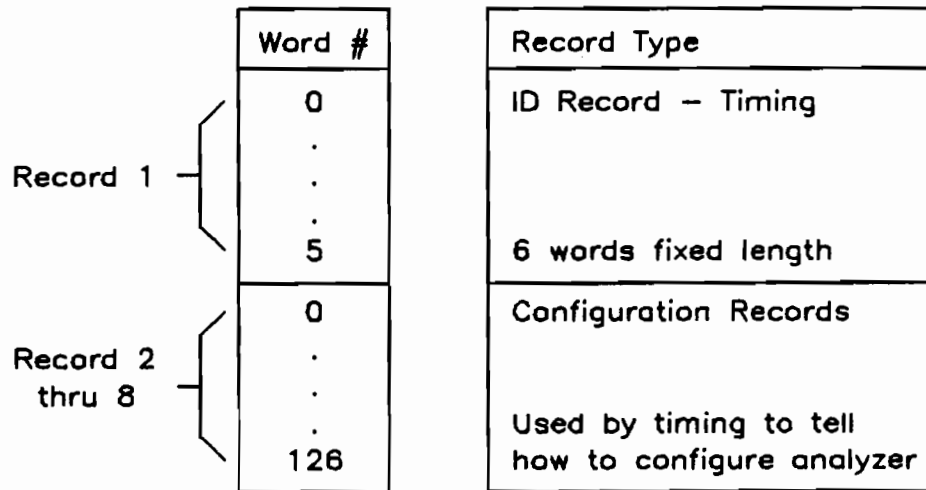 Word # Record Type
0 ID Record – Timing
.
Record 1 .
.
5 6 words fixed length
0 Configuration Records
Record 2 .
thru 8 .
. Used by timing to tell
126 how to configure analyzer